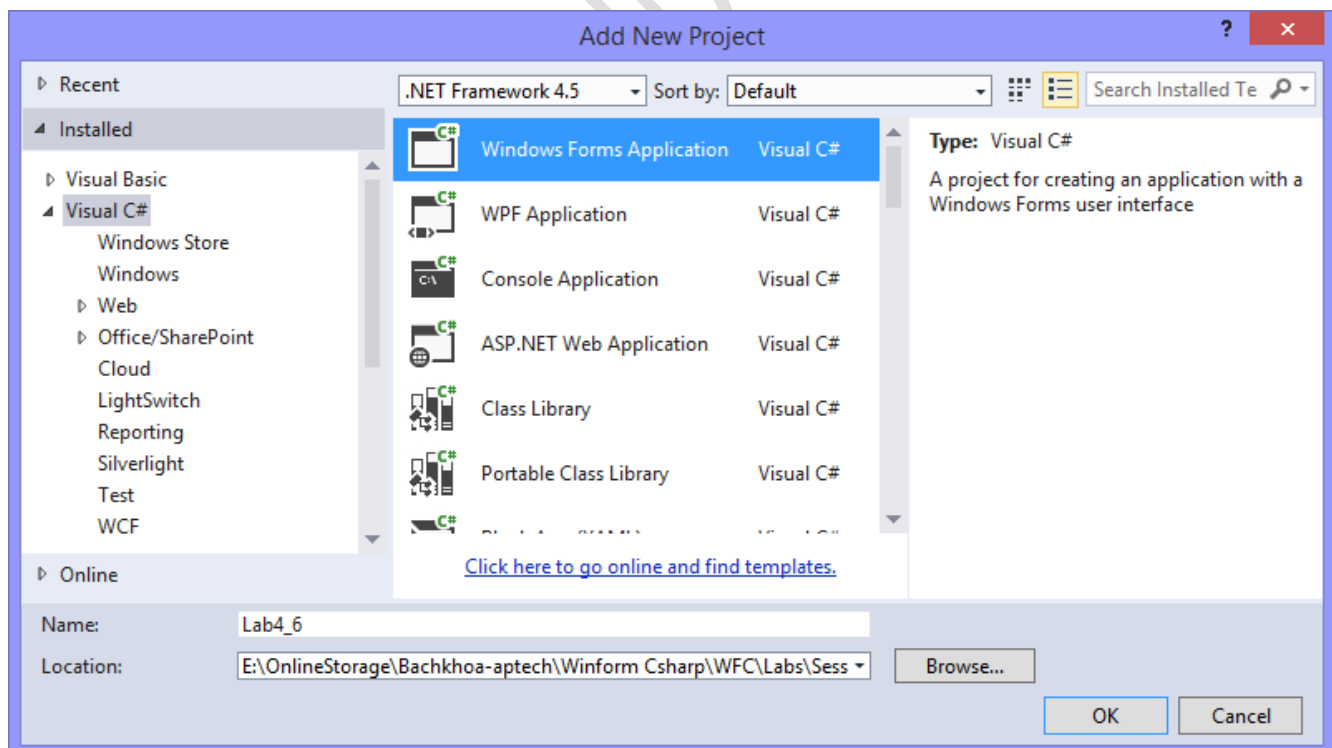 Add New Project
?
Recent
.NET Framework 4.5
Sort by:
Default
Search Installed Te
Installed
Visual Basic
Visual C#
Windows Store
Windows
Web
Office/SharePoint
Cloud
LightSwitch
Reporting
Silverlight
Test
WCF
Online
C# Windows Forms Application Visual C#
C# WPF Application Visual C#
C# C:\ Console Application Visual C#
C# ASP.NET Web Application Visual C#
C# Class Library Visual C#
C# Portable Class Library Visual C#
C#
Click here to go online and find templates.
Type: Visual C#
A project for creating an application with a
Windows Forms user interface
Name: Lab4_6
Location: E:\OnlineStorage\Bachkhoa-aptech\Winform Csharp\WFC\Labs\Sess
Browse...
OK Cancel